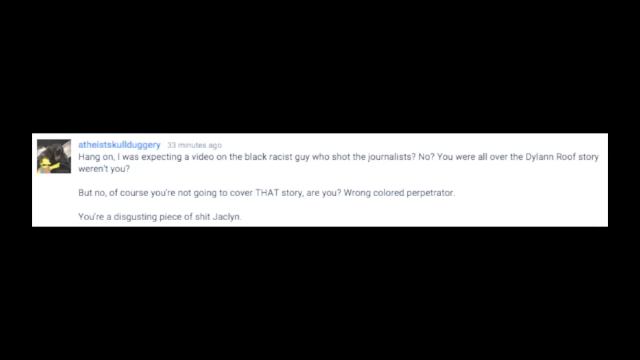 atheistskullduggery 33 minutes ago
Hang on, I was expecting a video on the black racist guy who shot the journalists? No? You were all over the Dylann Roof story
weren't you?
But no, of course you're not going to cover THAT story, are you? Wrong colored perpetrator.
You're a disgusting piece of shit Jaclyn.